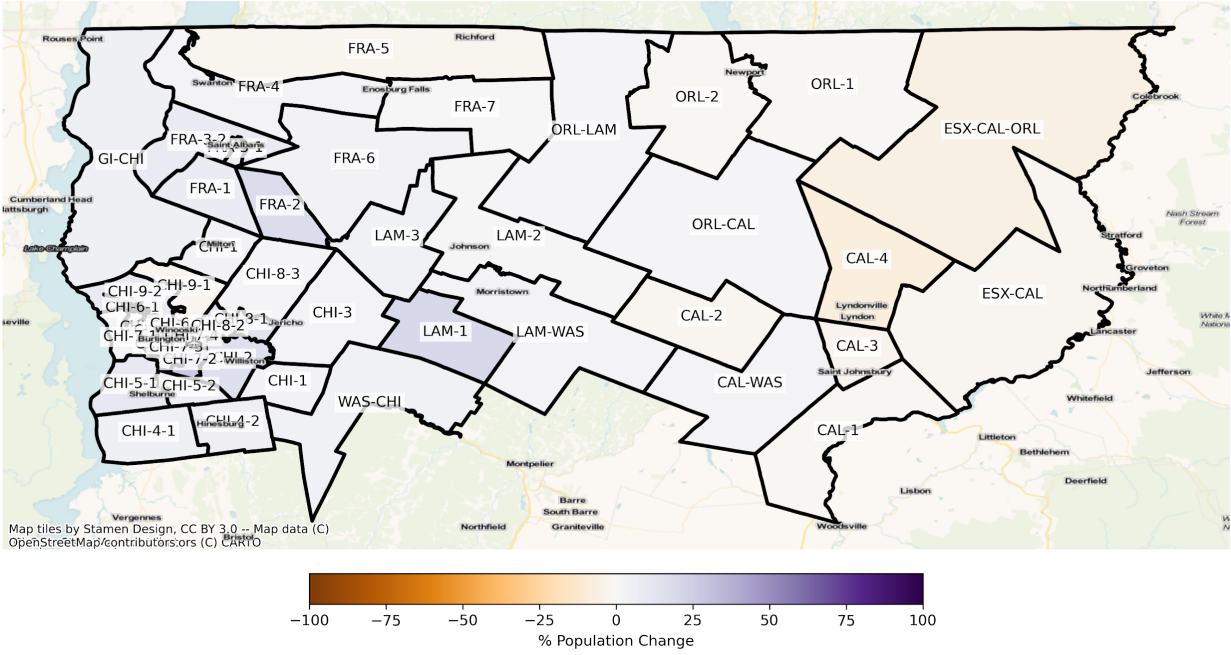 Rouses Point
Richford
FRA-5
Swanton
FRA-4
Enosburg Falls
FRA-7
Newport
ORL-2
ORL-1
Colebrook
ORL-LAM
ESX-CAL-ORL
FRA-3-2
Saint Albans
GI-CHI
FRA-6
FRA-1
FRA-2
Cumberland Head
lattsburgh
Nash Stream
Forest
LAM-3
LAM-2
ORL-CAL
Stratford
Lake Champlain
Milton
Johnson
CAL-4
Groveton
CHI-8-3
CHI-9-1
CHI-9-2
Morristown
ESX-CAL
Northumberland
CHI-6-1
Lyndonville
Lyndon
CHI-3
CAL-2
seville
CHI-8-2
Jericho
Winooski
LAM-1
LAM-WAS
Lancaster
Burlington
CAL-3
CHI-7-2
Williston
Saint Johnsbury
Jefferson
CHI-5-1
CHI-5-2
CHI-1
CAL-WAS
Shelburne
WAS-CHI
Whitefield
CHI-4-1
CHI-4-2
Hinesburg
CAL-1
Littleton
Bethlehem
Montpelier
Deerfield
Barre
Lisbon
South Barre
Vergennes
Northfield
Graniteville
Woodsville
Bristol
Map tiles by Stamen Design, CC BY 3.0 -- Map data (C)
OpenStreetMap contributors (C) CARTO
−100
−75
−50
−25
0
25
50
75
100
% Population Change